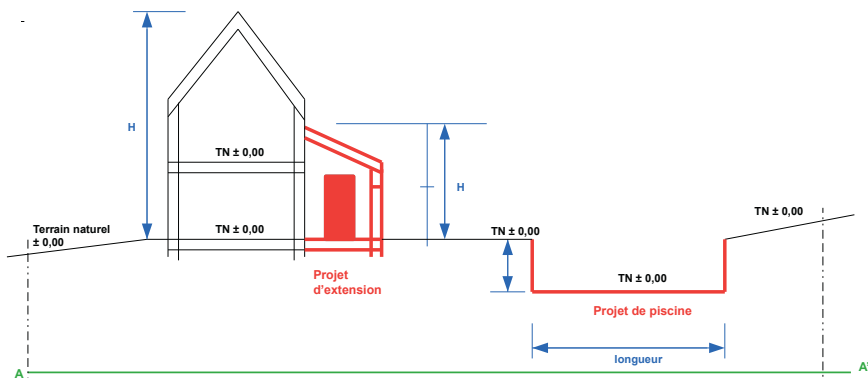 H
TN ± 0,00
H
TN ± 0,00
Terrain naturel
± 0,00
TN ± 0,00
TN ± 0,00
Projet
d'extension
TN ± 0,00
Projet de piscine
longueur
A
A'